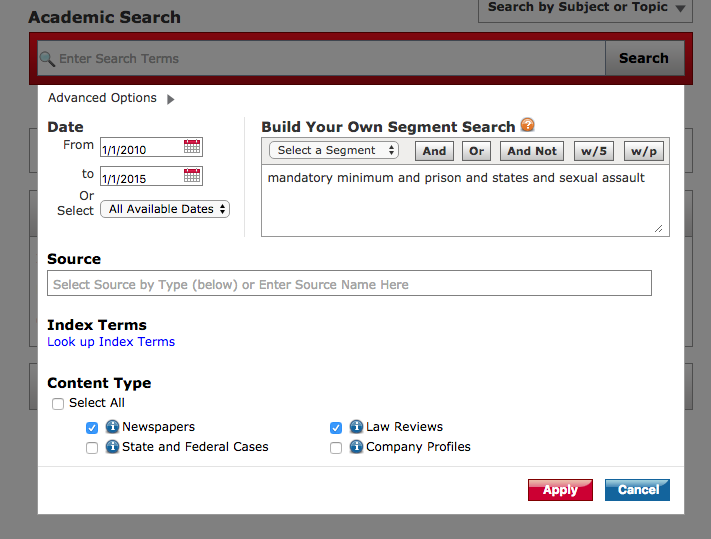 Academic Search
Search by Subject or Topic
Enter Search Terms
Search
Advanced Options
Date
From
1/1/2010
to
1/1/2015
Or
Select
All Available Dates
Build Your Own Segment Search ?
Select a Segment
And
Or
And Not
w/5
w/p
mandatory minimum and prison and states and sexual assault
Source
Select Source by Type (below) or Enter Source Name Here
Index Terms
Look up Index Terms
Content Type
Select All
i Newspapers
i Law Reviews
i State and Federal Cases
i Company Profiles
Apply
Cancel